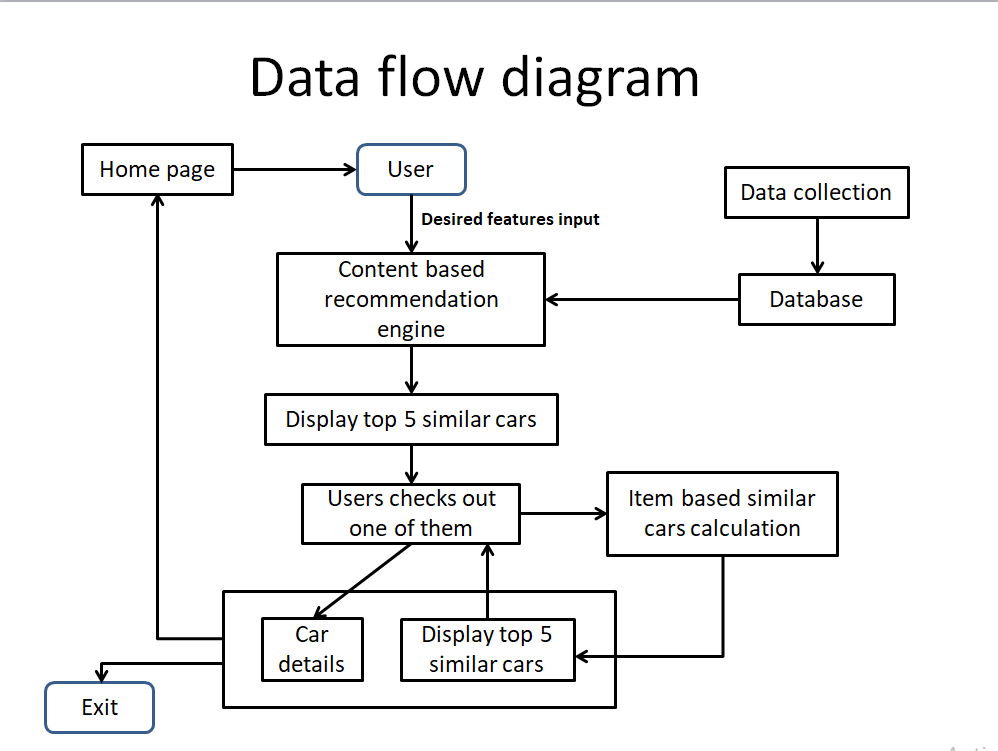 Data flow diagram
Home page
User
Data collection
Desired features input
Content based
recommendation
engine
Database
Display top 5 similar cars
Users checks out
one of them
Item based similar
cars calculation
Car
details
Display top 5
similar cars
Exit